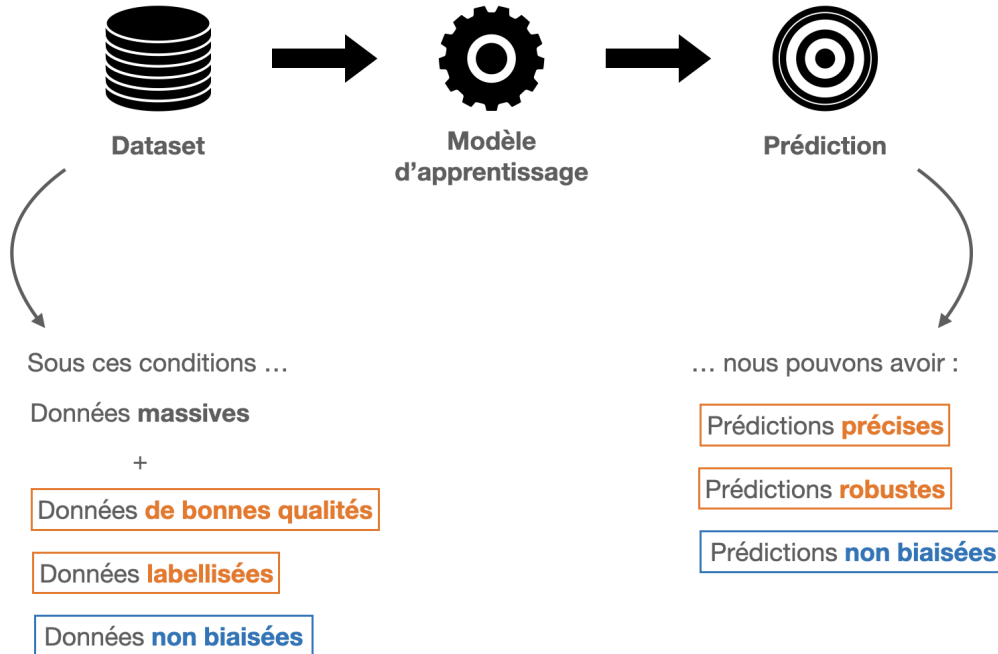 Dataset
Modèle
d'apprentissage
Prédiction
Sous ces conditions …
Données massives
+
Données de bonnes qualités
Données labellisées
Données non biaisées
… nous pouvons avoir :
Prédictions précises
Prédictions robustes
Prédictions non biaisées